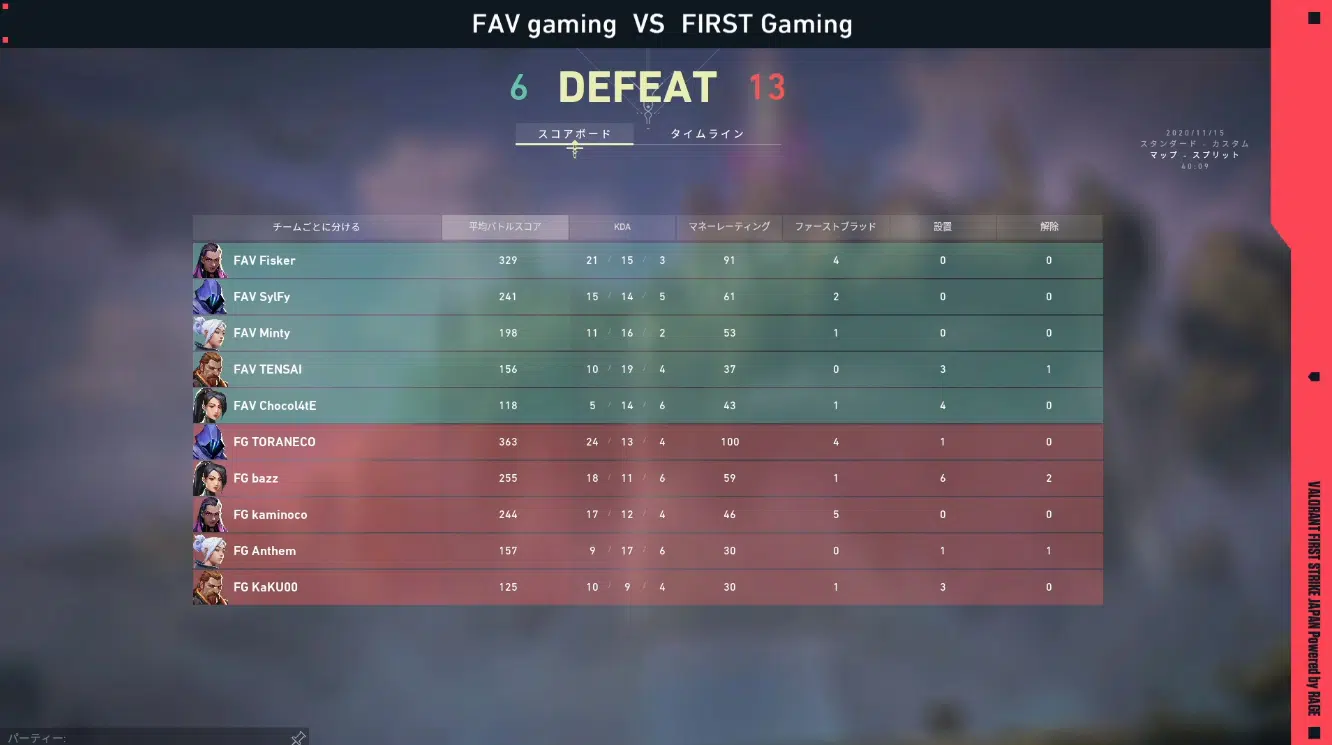 FAV gaming VS FIRST Gaming
6 DEFEAT 13
スコアボード タイムライン
2020/11/15
スタンダード - カスタム
マップ - スプリット
40:09
チームごとに分ける 平均バトルスコア KDA マネーレーティング ファーストブラッド 設置 解除
FAV Fisker 329 21 / 15 / 3 91 4 0 0
FAV SylFy 241 15 / 14 / 5 61 2 0 0
FAV Minty 198 11 / 16 / 2 53 1 0 0
FAV TENSAI 156 10 / 19 / 4 37 0 3 1
FAV Chocol4tE 118 5 / 14 / 6 43 1 4 0
FG TORANECO 363 24 / 13 / 4 100 4 1 0
FG bazz 255 18 / 11 / 6 59 1 6 2
FG kaminoco 244 17 / 12 / 4 46 5 0 0
FG Anthem 157 9 / 17 / 6 30 0 1 1
FG KaKU00 125 10 / 9 / 4 30 1 3 0
VALORANT FIRST STRIKE JAPAN Powered by RAGE
パーティー: